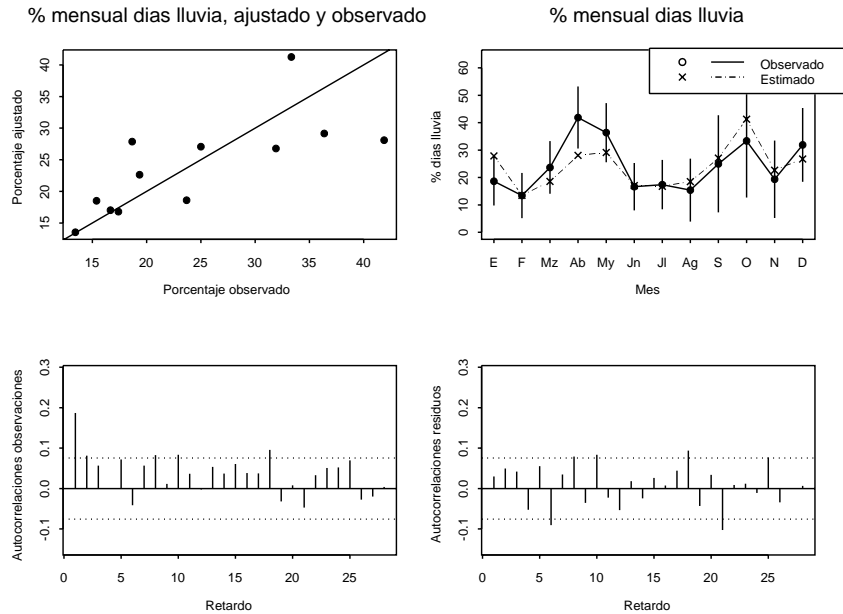 % mensual dias lluvia, ajustado y observado
Porcentaje ajustado
40
35
30
25
20
15
15 20 25 30 35 40
Porcentaje observado
% mensual dias lluvia
Observado
Estimado
% dias lluvia
60
50
40
30
20
10
0
E F Mz Ab My Jn Jl Ag S O N D
Mes
Autocorrelaciones observaciones
0.3
0.2
0.1
0.0
-0.1
0 5 10 15 20 25
Retardo
Autocorrelaciones residuos
0.3
0.2
0.1
0.0
-0.1
0 5 10 15 20 25
Retardo